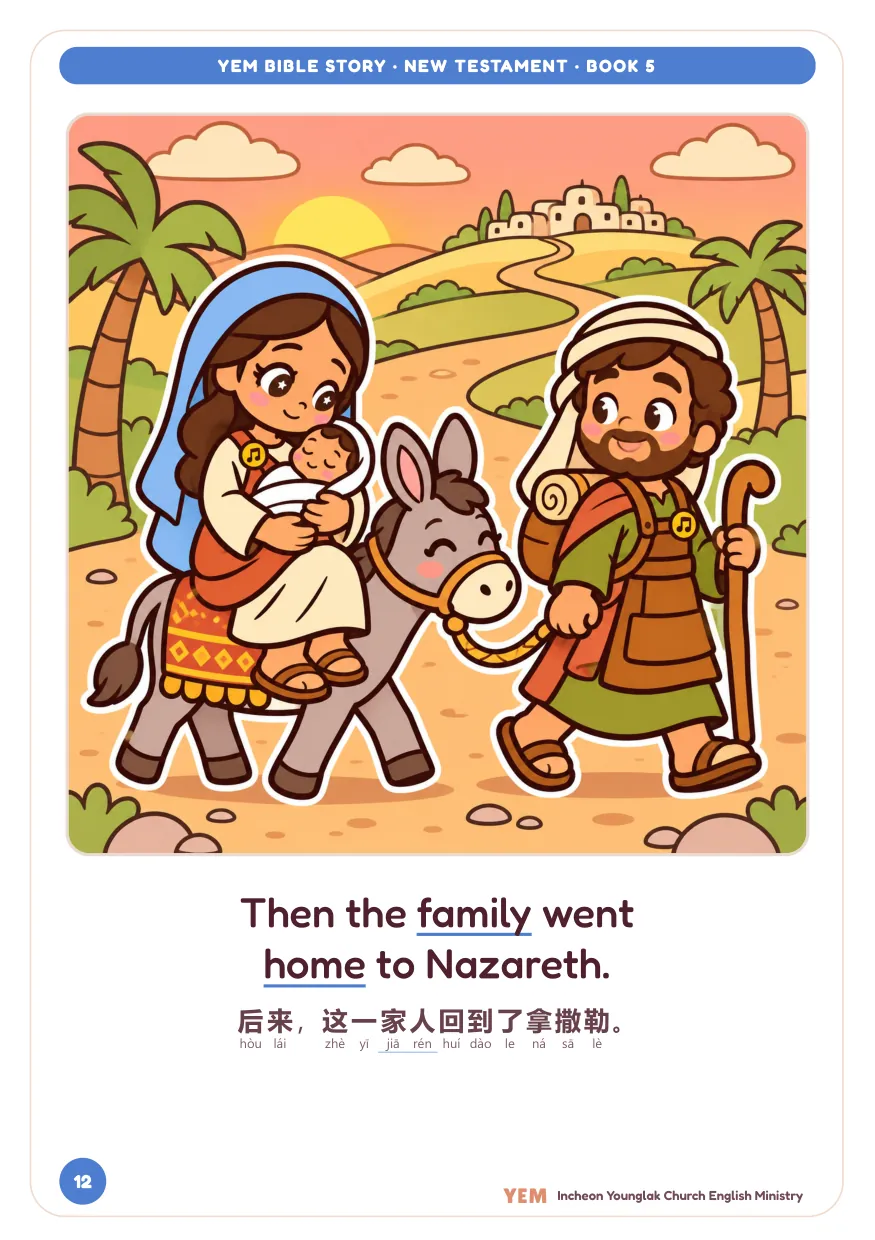 YEM BIBLE STORY · NEW TESTAMENT · BOOK 5
Then the family went
home to Nazareth.
后来，这一家人回到了拿撒勒。
hòu lái zhè yī jiā rén huí dào le ná sā lè
12
YEM Incheon Younglak Church English Ministry